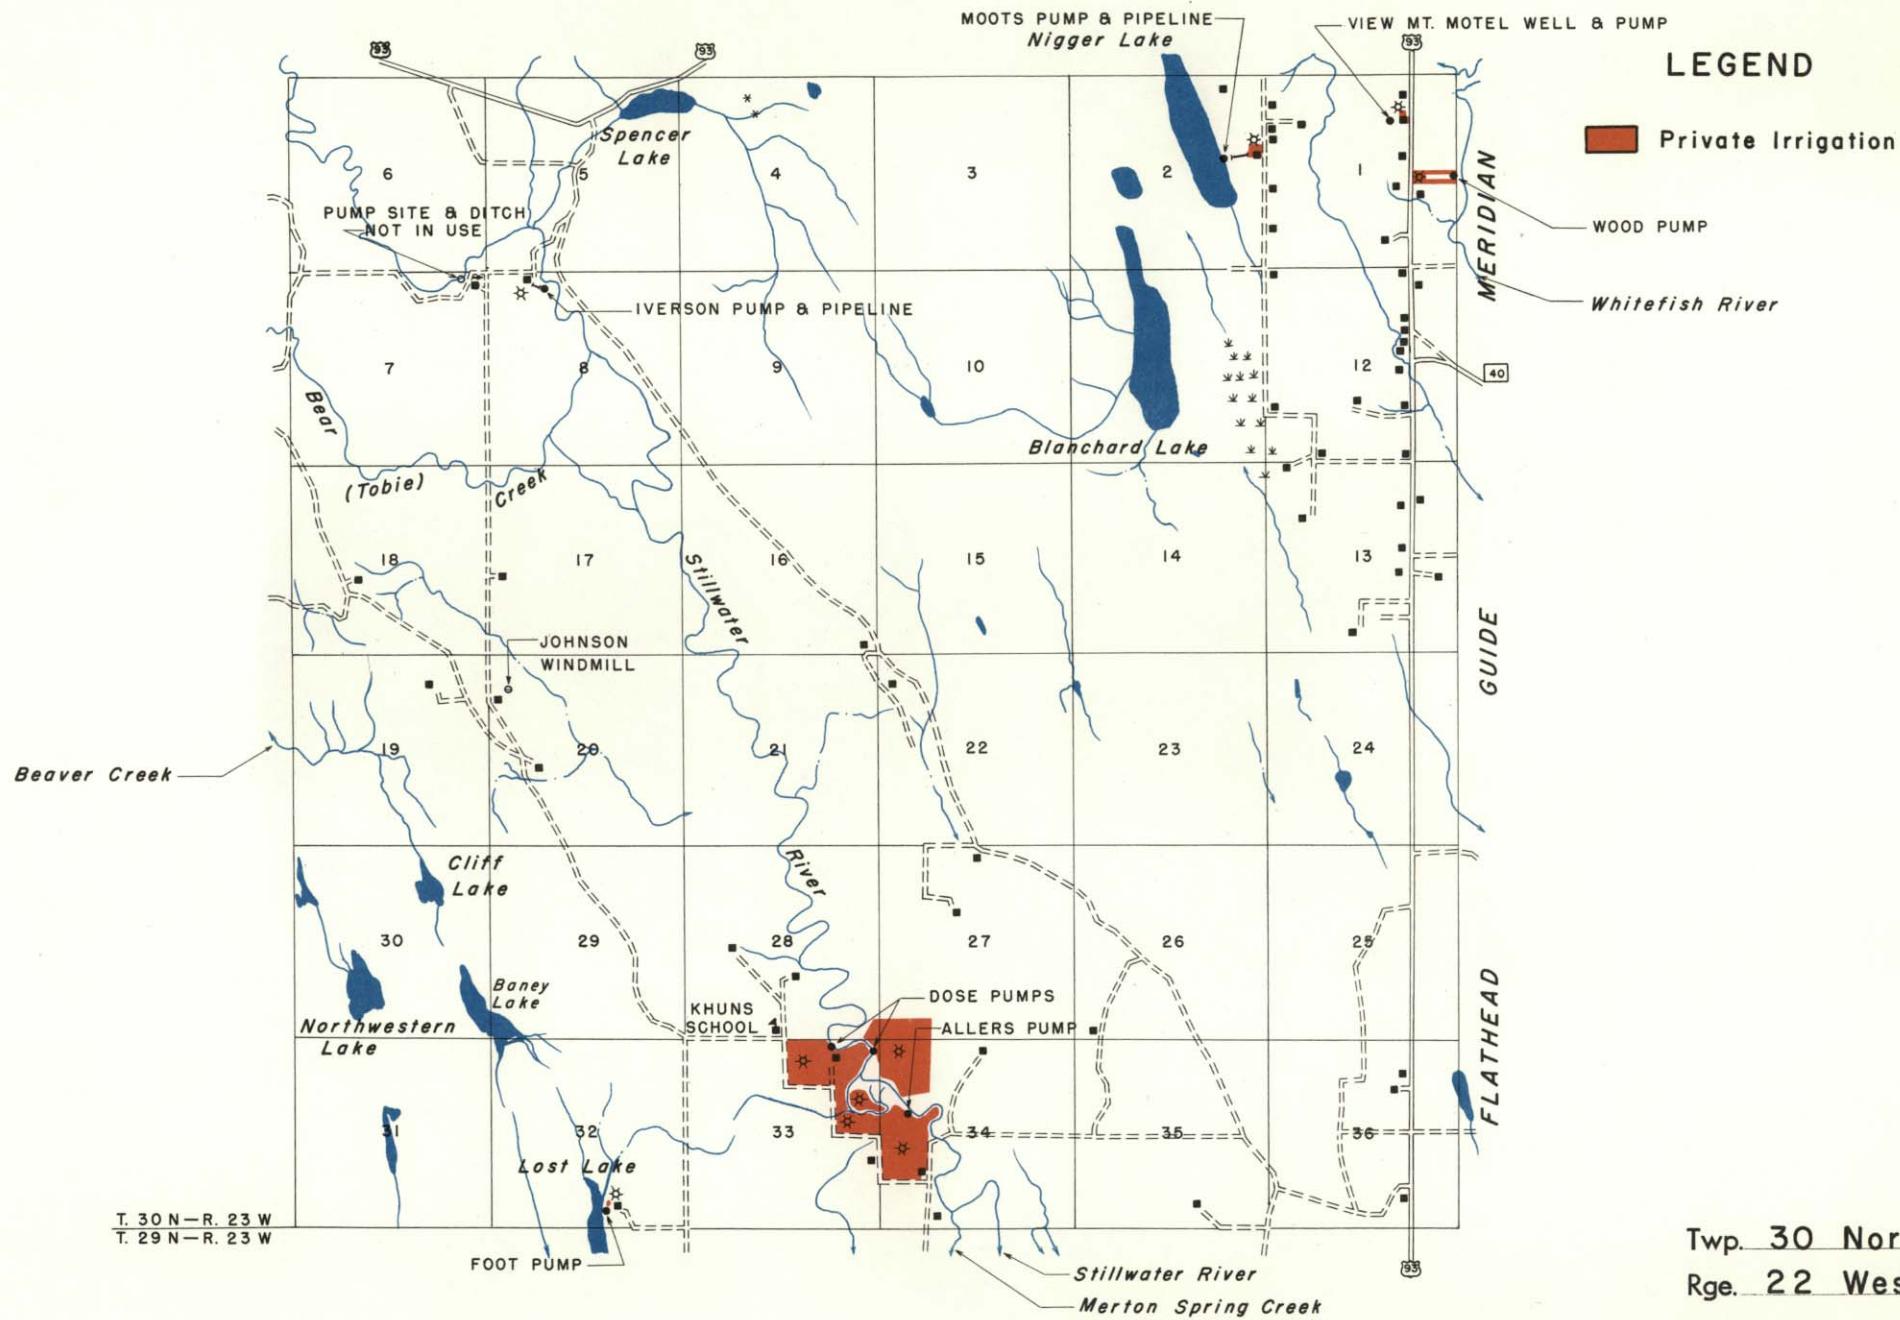 MOOTS PUMP & PIPELINE
Nigger Lake
VIEW MT. MOTEL WELL & PUMP
93
93
93
LEGEND
Private Irrigation
Spencer
Lake
6
5
4
3
2
1
PUMP SITE & DITCH
NOT IN USE
WOOD PUMP
MERIDIAN
IVERSON PUMP & PIPELINE
Whitefish River
7
8
9
10
12
40
Bear
(Tobie)
Creek
Blanchard Lake
18
17
16
15
14
13
Stillwater
JOHNSON
WINDMILL
GUIDE
19
20
21
22
23
24
Beaver Creek
Cliff
Lake
River
30
29
28
27
26
25
Baney
Lake
Northwestern
Lake
KHUNS
SCHOOL
DOSE PUMPS
ALLERS PUMP
FLATHEAD
31
32
33
34
35
36
Lost Lake
T. 30 N—R. 23 W
T. 29 N—R. 23 W
FOOT PUMP
Stillwater River
Merton Spring Creek
93
Twp. 30 Nor
Rge. 22 Wes